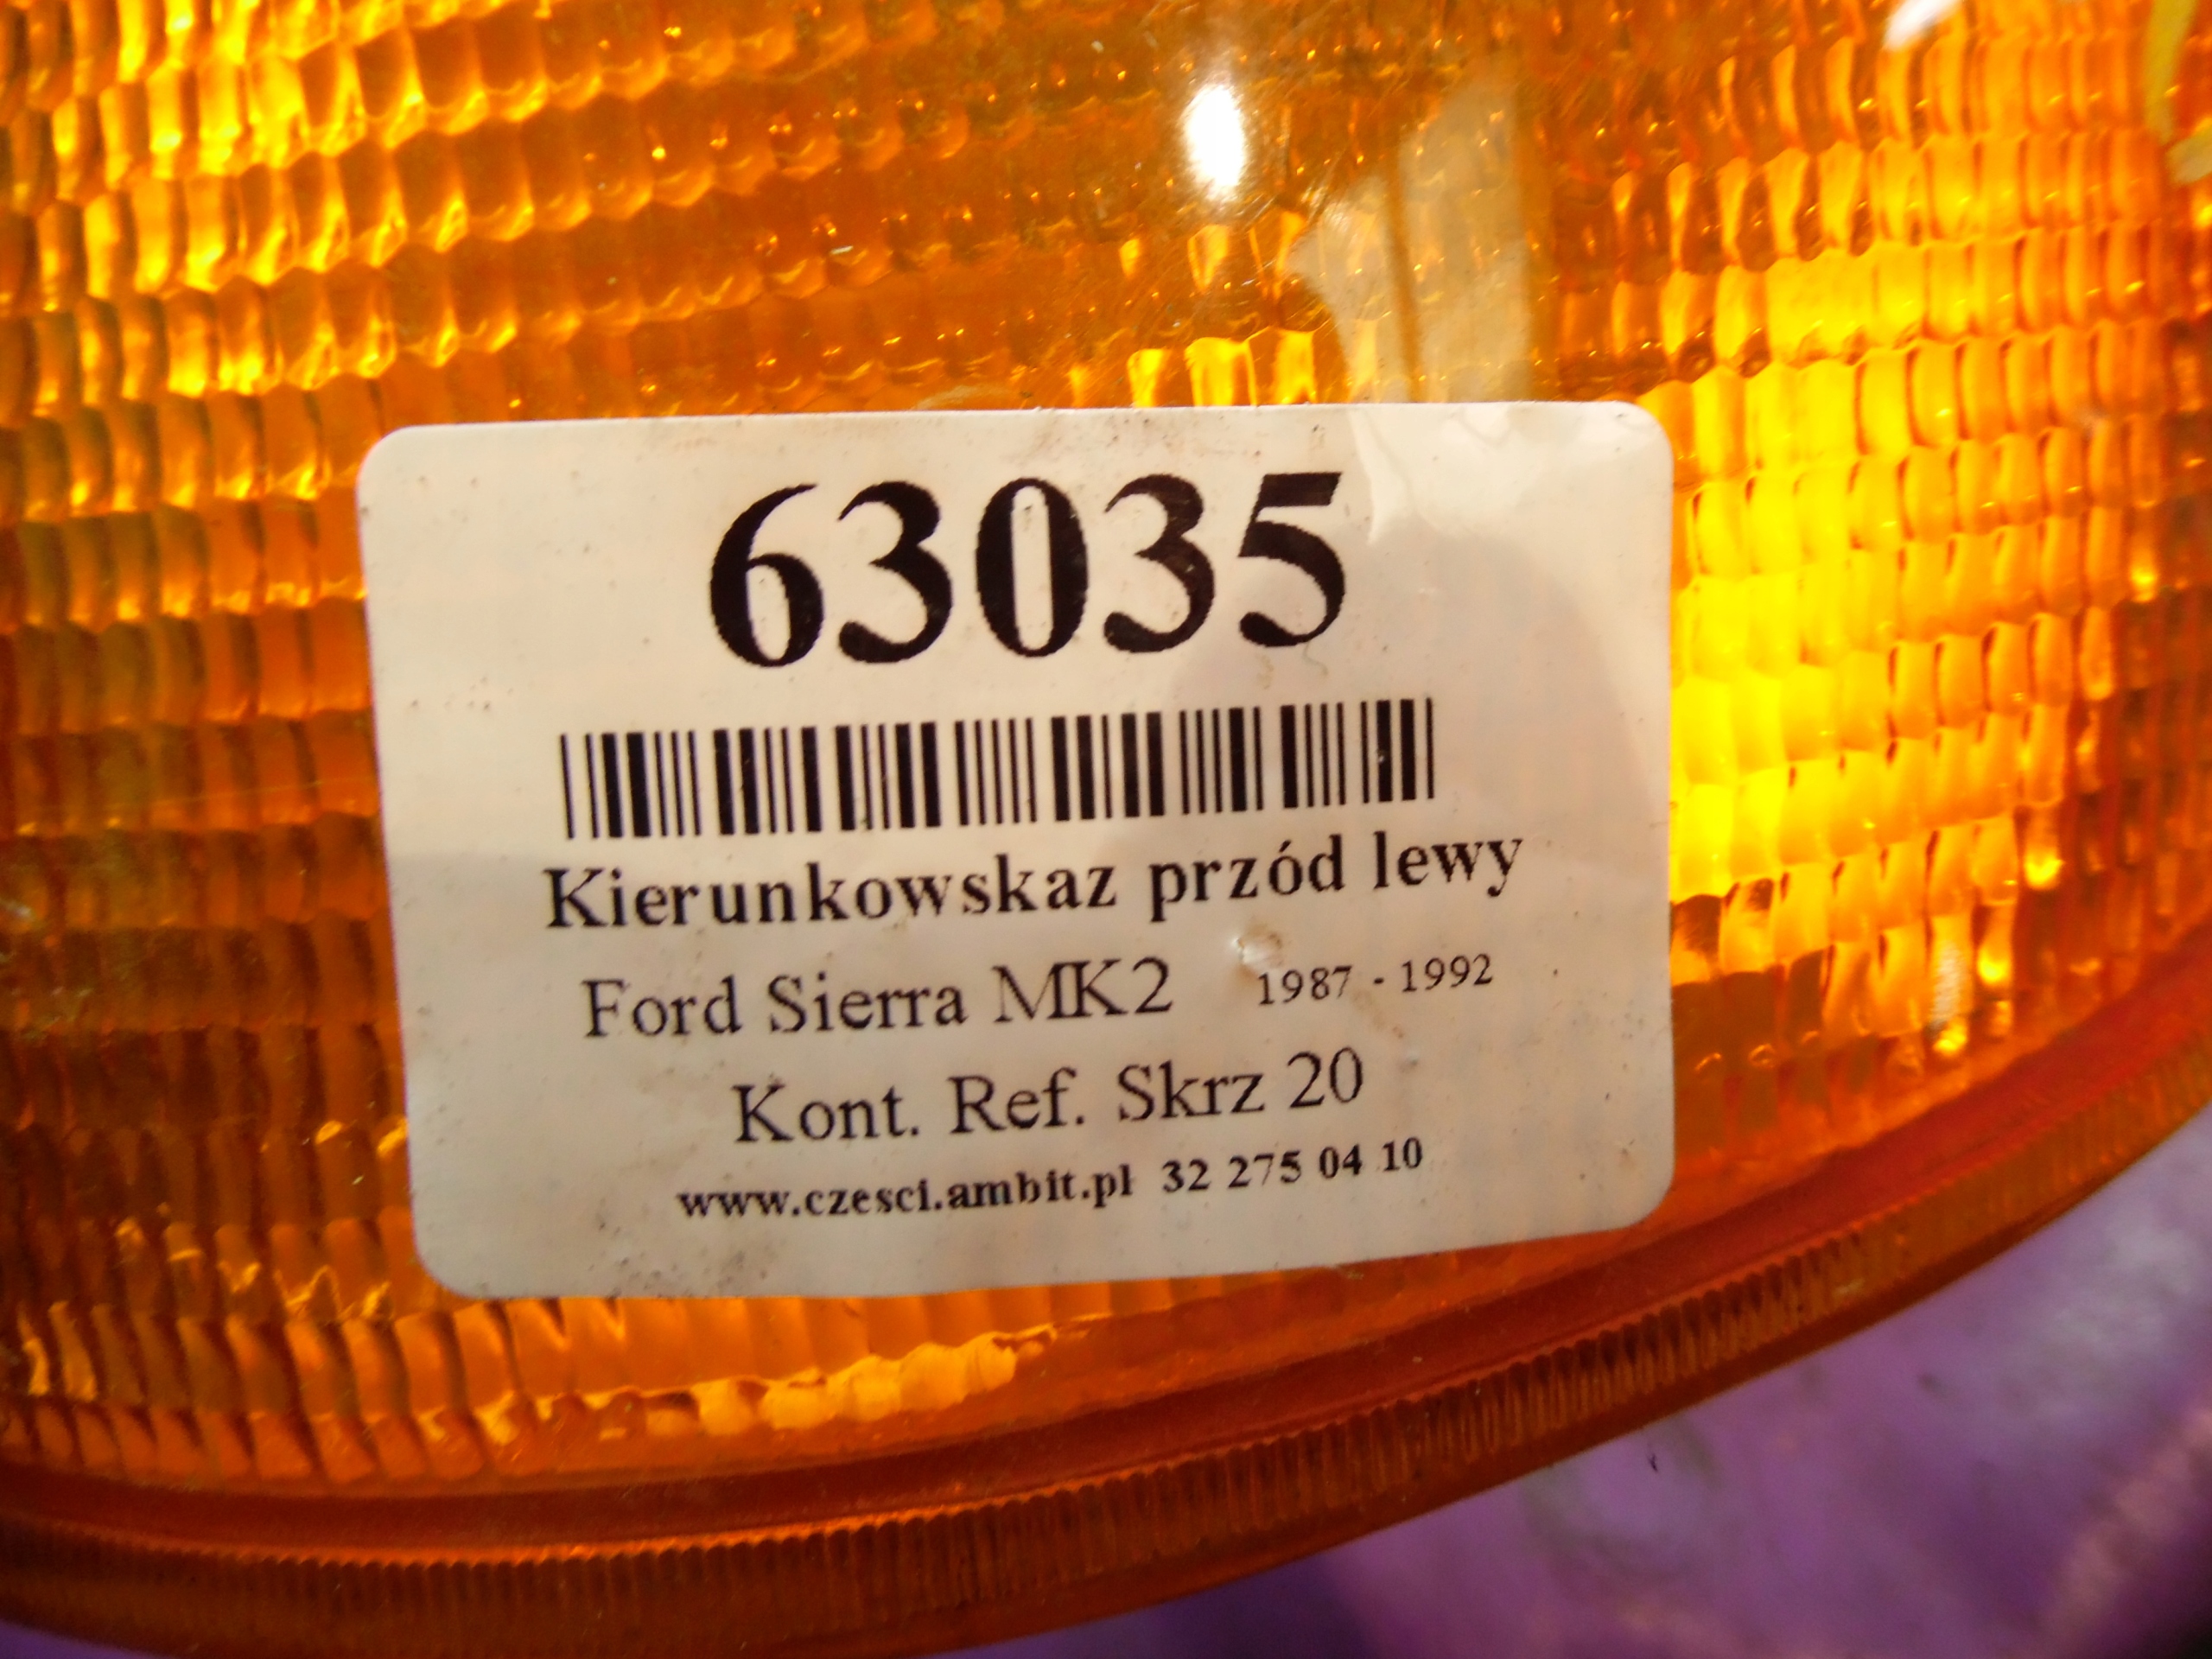 63035
Kierunkowskaz przód lewy
Ford Sierra MK2 1987 - 1992
Kont. Ref. Skrz 20
www.czesci.ambit.pl 32 275 04 10